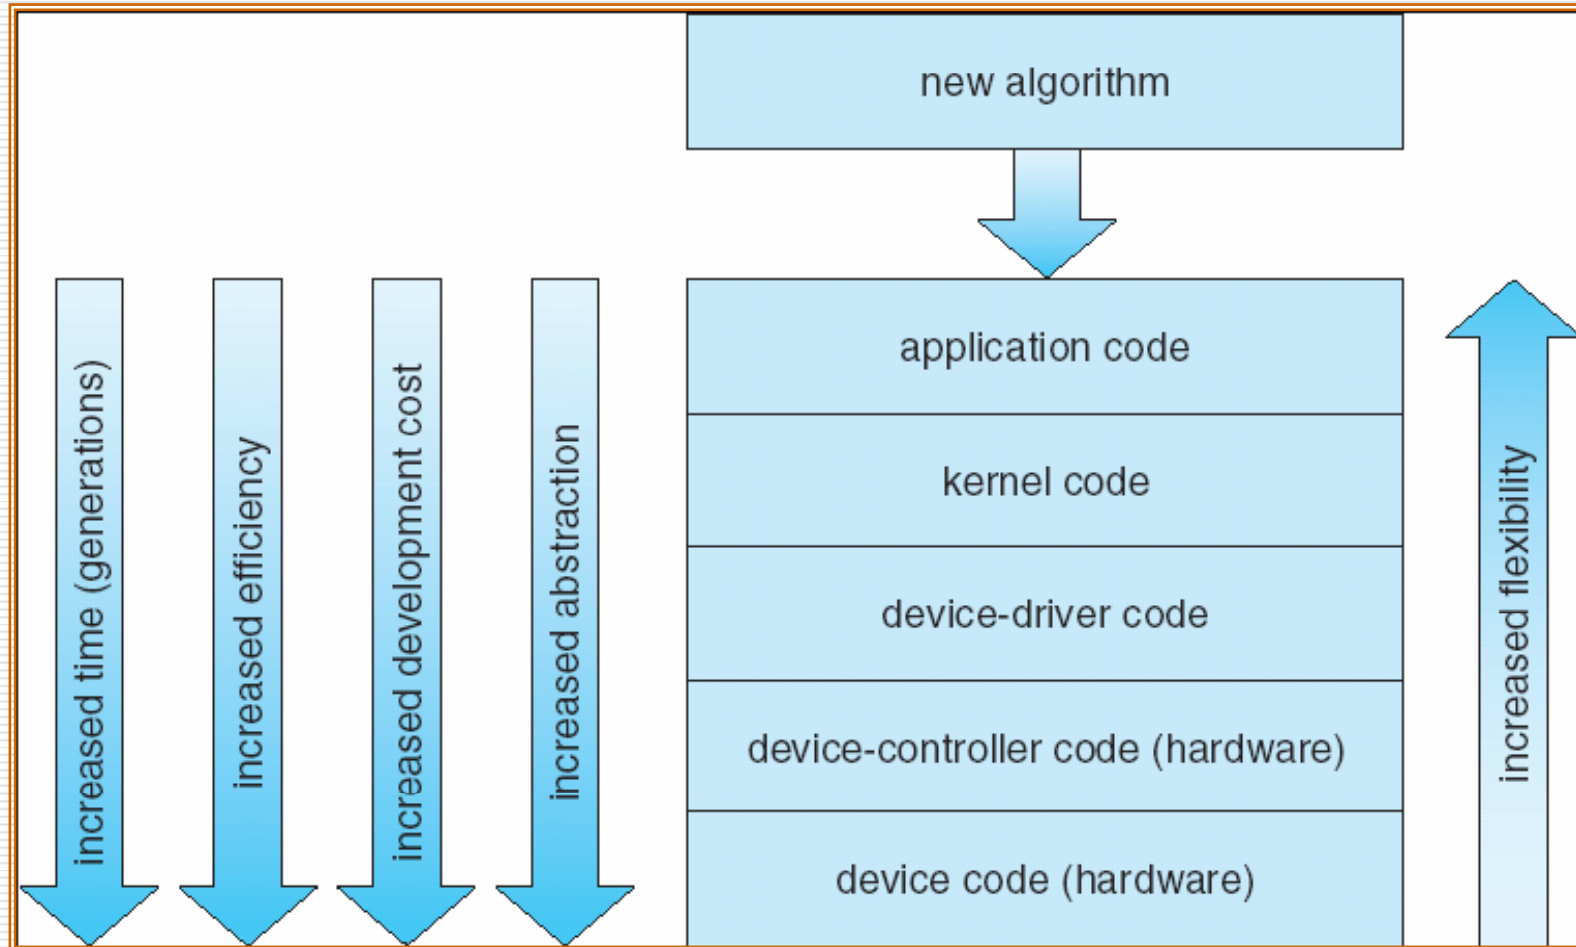 new algorithm
increased time (generations)
increased efficiency
increased development cost
increased abstraction
application code
kernel code
device-driver code
device-controller code (hardware)
device code (hardware)
increased flexibility